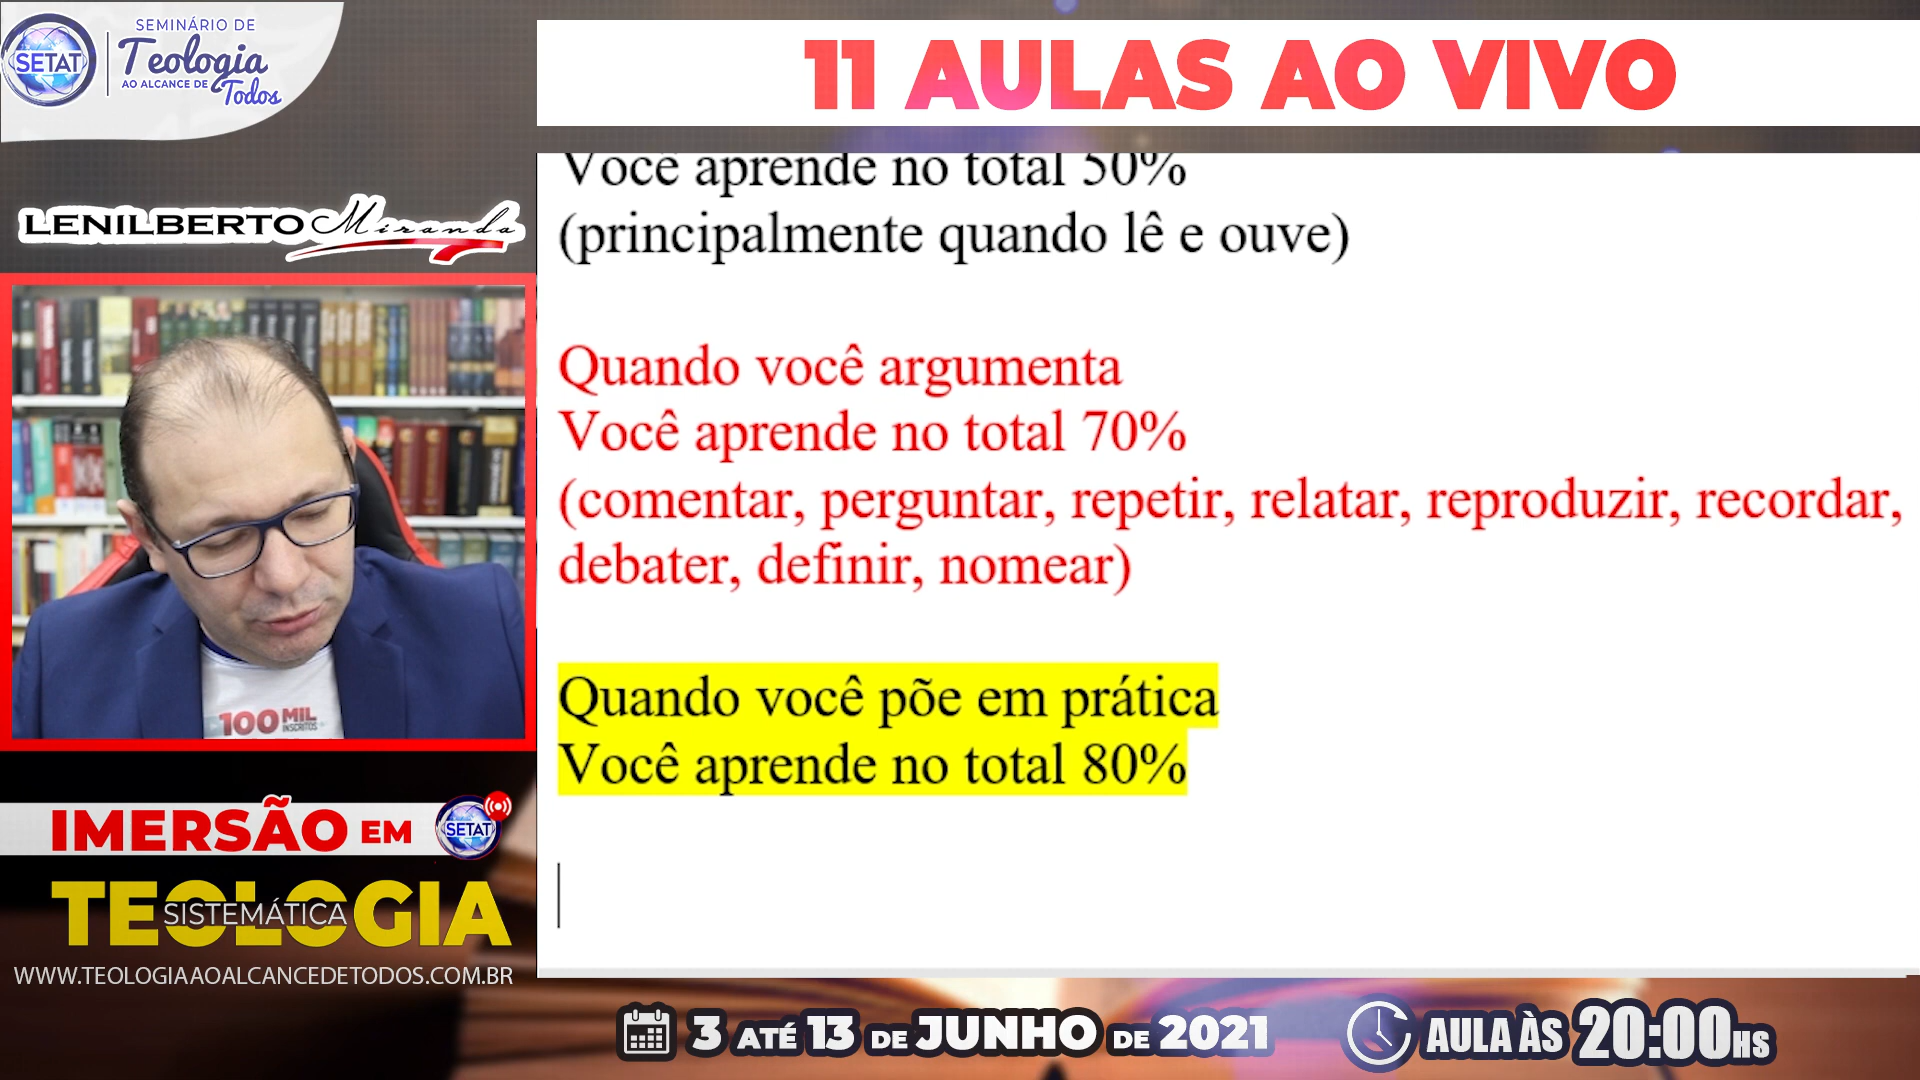 SEMINÁRIO DE
Teologia
AO ALCANCE DE
Todos
SETAT
11 AULAS AO VIVO
LENILBERTO Miranda
Você aprende no total 50%
(principalmente quando lê e ouve)
Quando você argumenta
Você aprende no total 70%
(comentar, perguntar, repetir, relatar, reproduzir, recordar,
debater, definir, nomear)
Quando você põe em prática
Você aprende no total 80%
100 MIL
INSCRITOS
IMERSÃO EM
SETAT
TEOLOGIA
SISTEMÁTICA
WWW.TEOLOGIAAOALCANCEDETODOS.COM.BR
3 ATÉ 13 DE JUNHO DE 2021
AULA ÀS 20:00HS